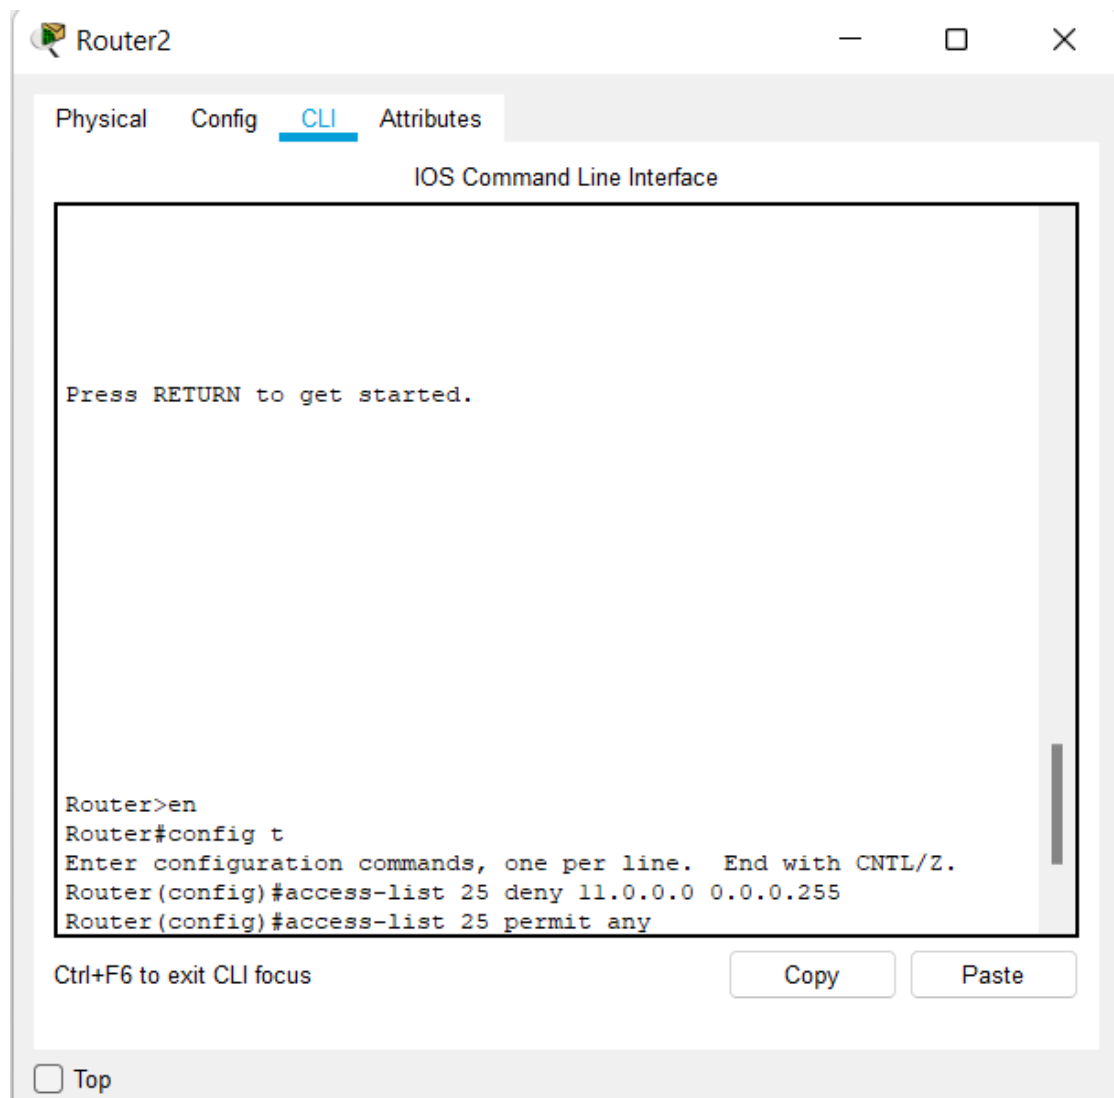 Router2
Physical Config CLI Attributes
IOS Command Line Interface
Press RETURN to get started.
Router>en
Router#config t
Enter configuration commands, one per line.  End with CNTL/Z.
Router(config)#access-list 25 deny 11.0.0.0 0.0.0.255
Router(config)#access-list 25 permit any
Ctrl+F6 to exit CLI focus
Copy Paste
Top